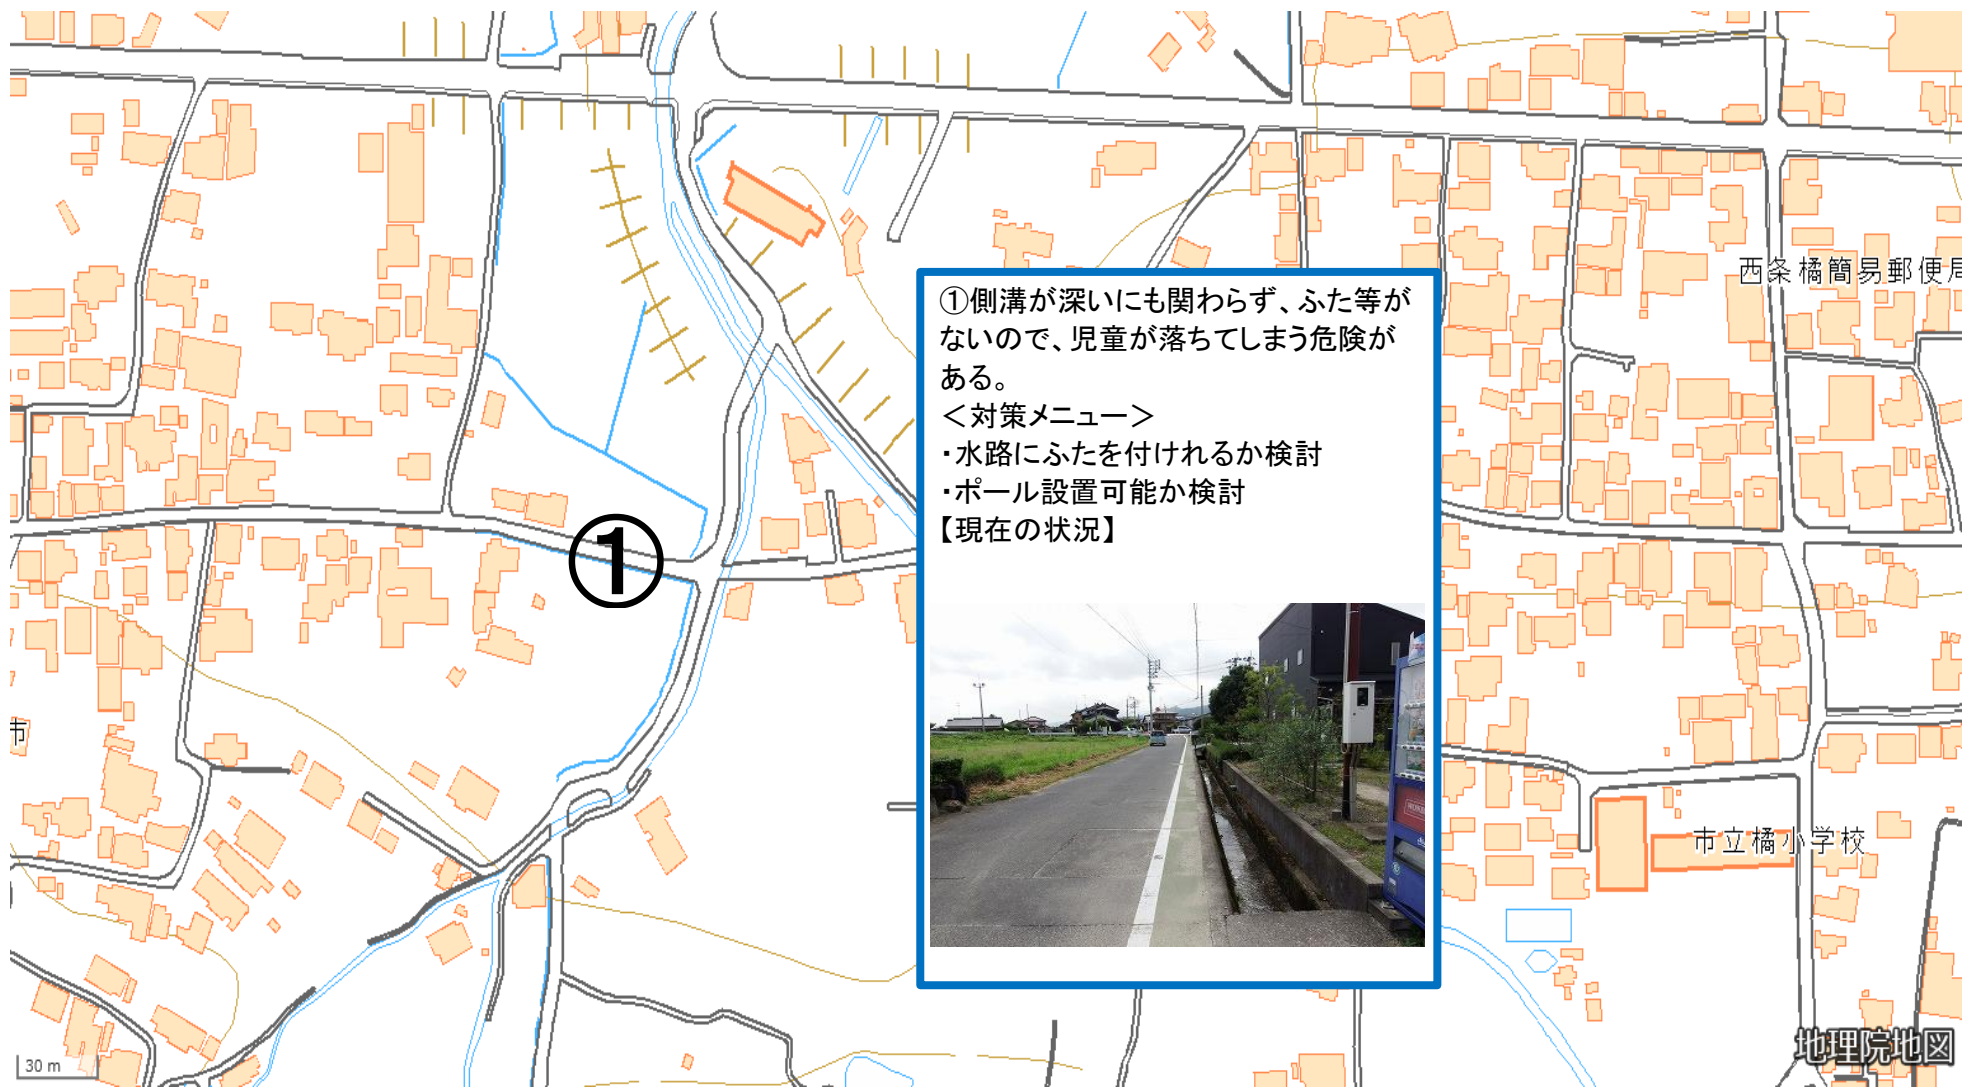 西条橘簡易郵便局
①側溝が深いにも関わらず、ふた等が
ないので、児童が落ちてしまう危険が
ある。
＜対策メニュー＞
・水路にふたを付けれるか検討
・ポール設置可能か検討
【現在の状況】
①
市
市立橘小学校
地理院地図
30 m